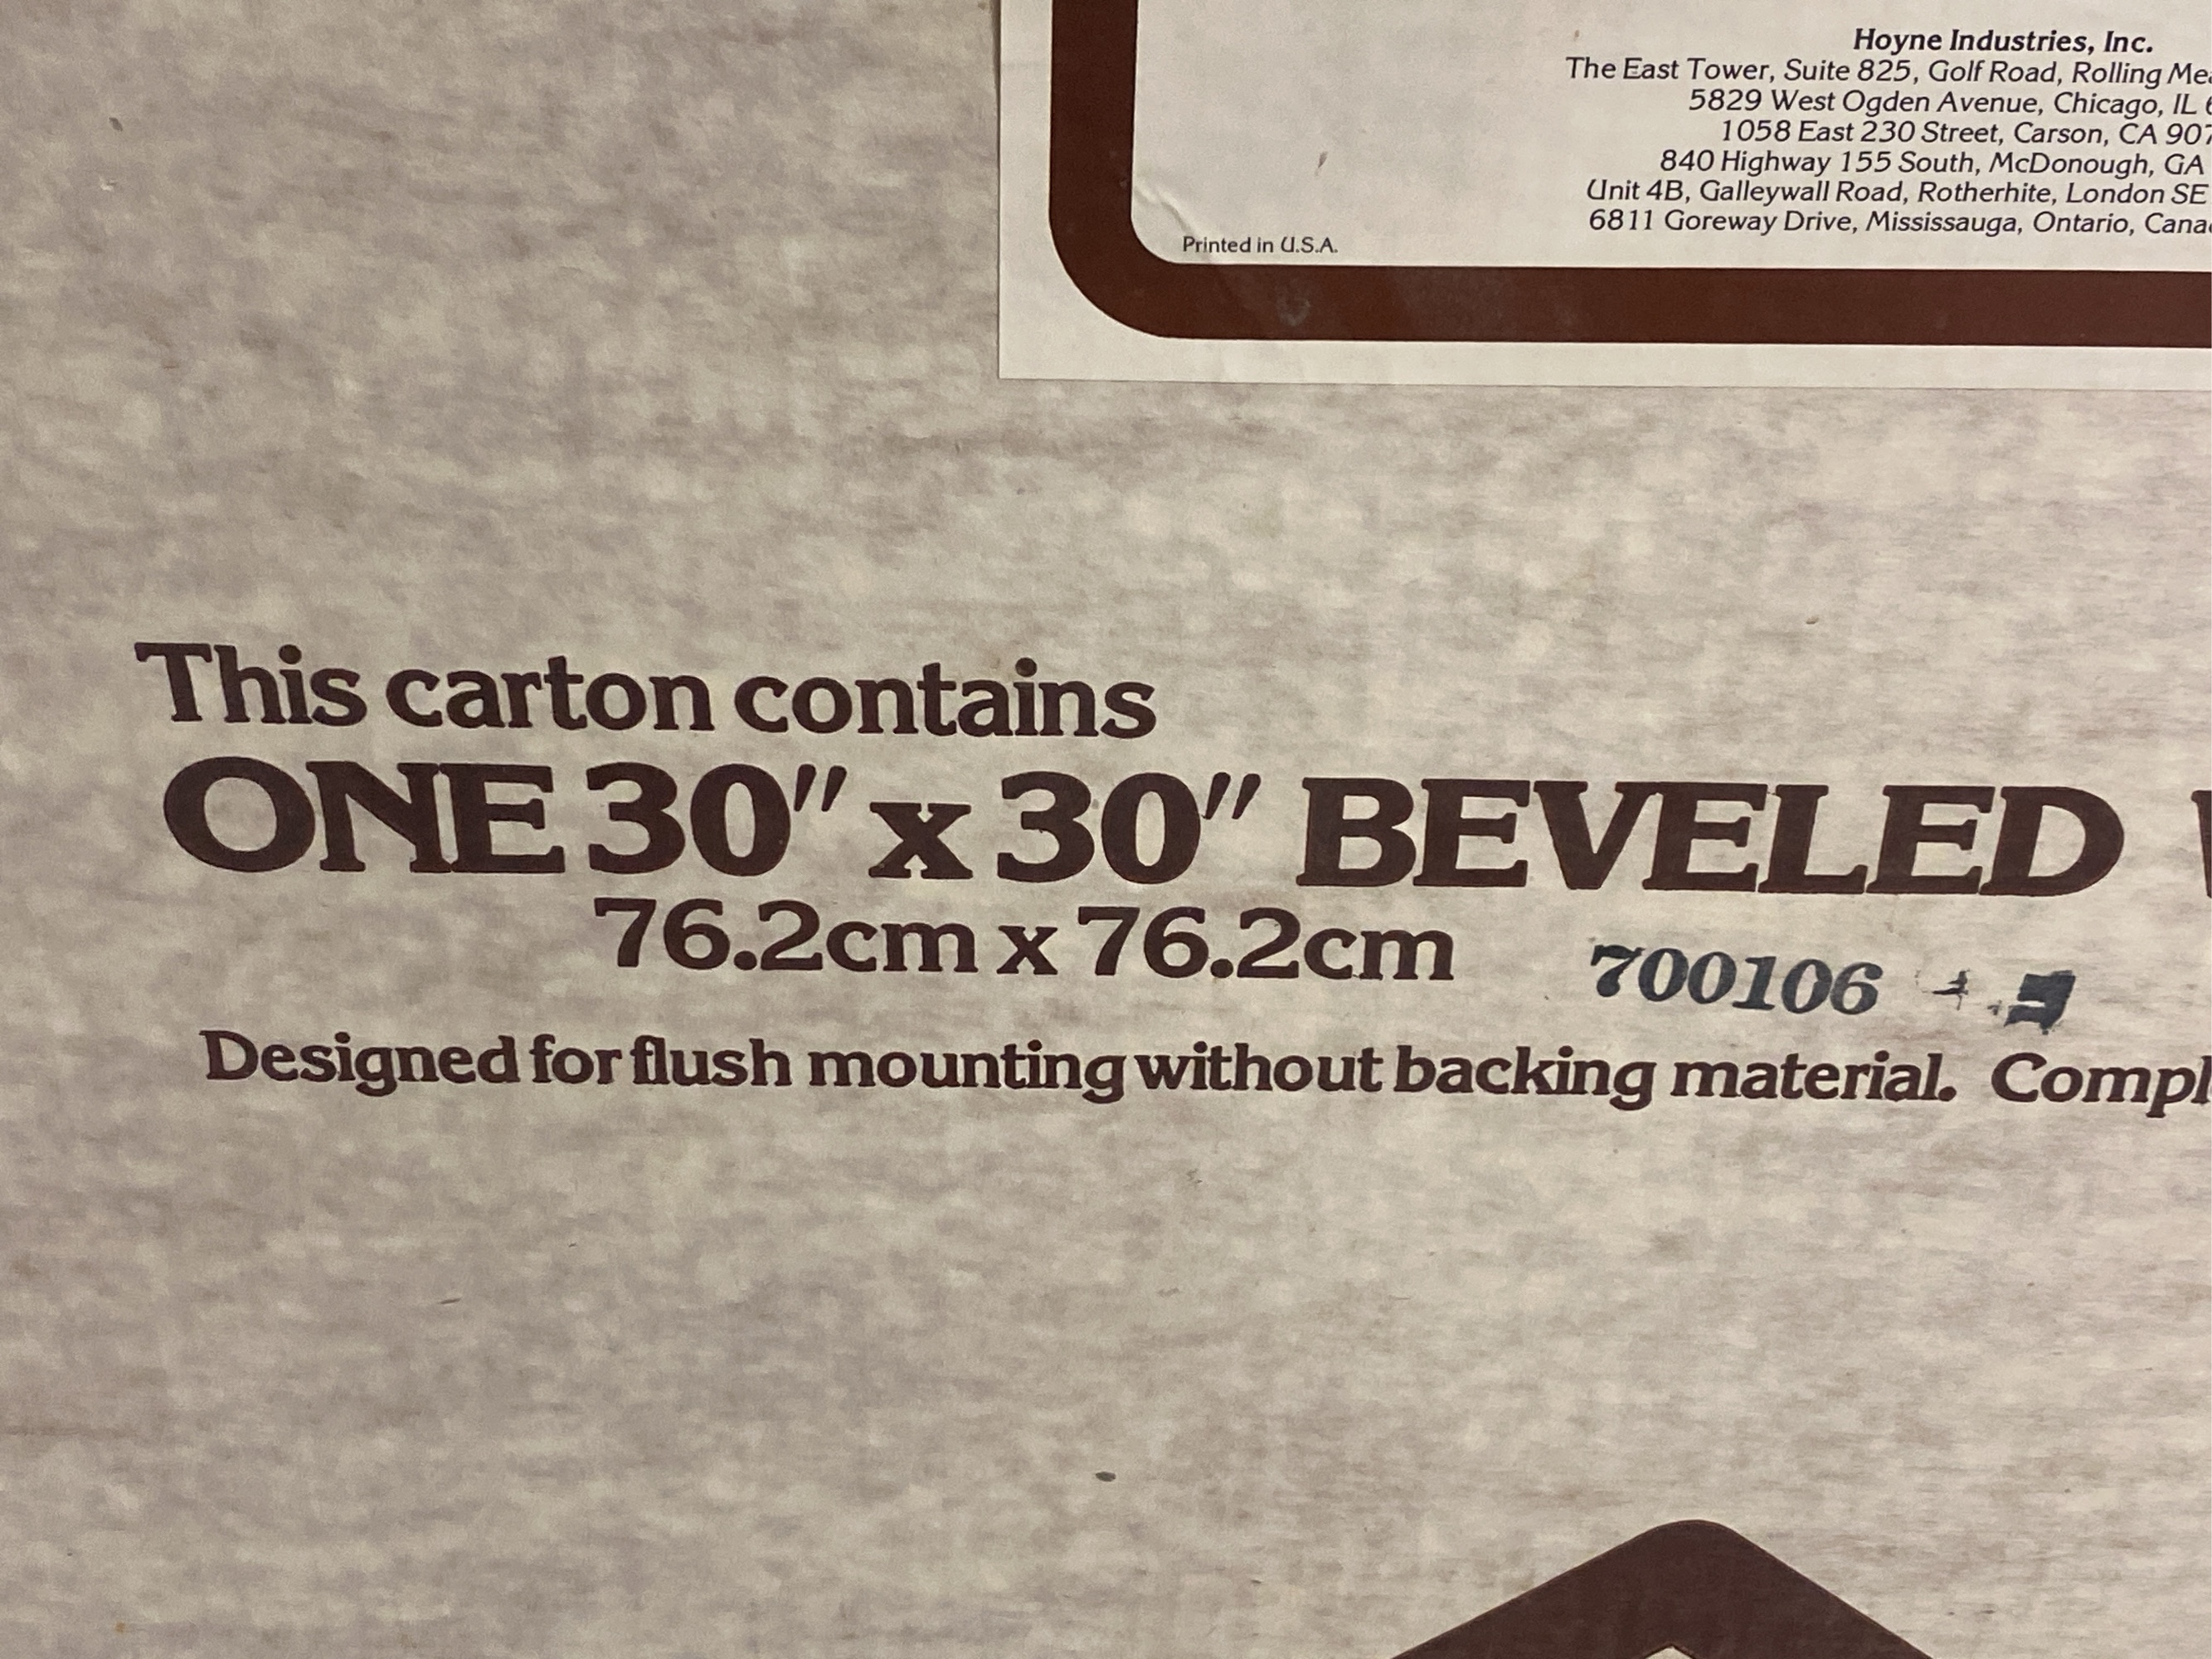 Hoyne Industries, Inc.
The East Tower, Suite 825, Golf Road, Rolling
5829 West Ogden Avenue, Chicago, IL
1058 East 230 Street, Carson, CA 907
840 Highway 155 South, McDonough, GA
Unit 4B, Galleywall Road, Rotherhite, London SE
6811 Goreway Drive, Mississauga, Ontario,
Printed in U.S.A.
This carton contains
ONE 30" x 30" BEVELED
76.2cm x 76.2cm
700106
Designed for flush mounting without backing material.